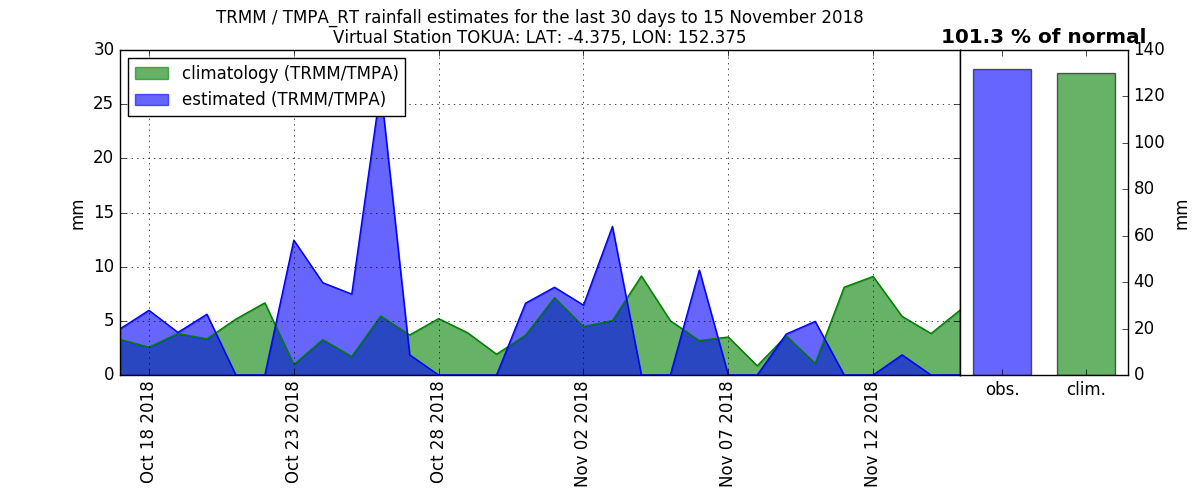 TRMM / TMPA_RT rainfall estimates for the last 30 days to 15 November 2018
Virtual Station TOKUA: LAT: -4.375, LON: 152.375
101.3 % of normal
climatology (TRMM/TMPA)
estimated (TRMM/TMPA)
30
25
20
15
10
5
0
mm
Oct 18 2018
Oct 23 2018
Oct 28 2018
Nov 02 2018
Nov 07 2018
Nov 12 2018
140
120
100
80
60
40
20
0
mm
obs.
clim.